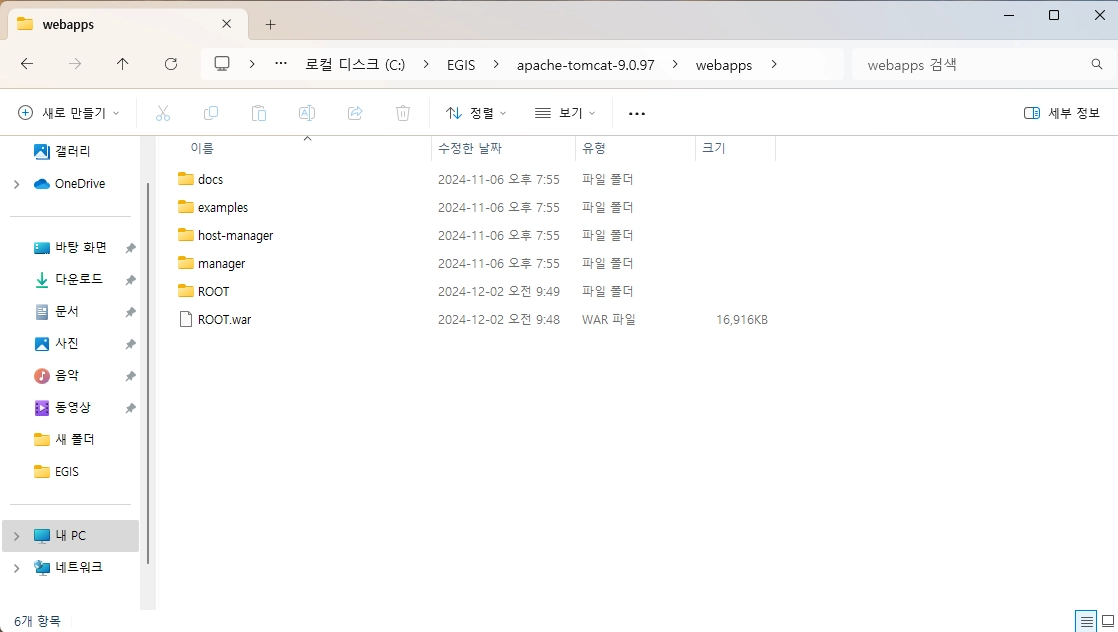 webapps
로컬 디스크 (C:) EGIS apache-tomcat-9.0.97 webapps webapps 검색
새로 만들기 정렬 보기 세부 정보
갤러리
OneDrive
바탕 화면
다운로드
문서
사진
음악
동영상
새 폴더
EGIS
내 PC
네트워크
이름 수정한 날짜 유형 크기
docs 2024-11-06 오후 7:55 파일 폴더
examples 2024-11-06 오후 7:55 파일 폴더
host-manager 2024-11-06 오후 7:55 파일 폴더
manager 2024-11-06 오후 7:55 파일 폴더
ROOT 2024-12-02 오전 9:49 파일 폴더
ROOT.war 2024-12-02 오전 9:48 WAR 파일 16,916KB
6개 항목